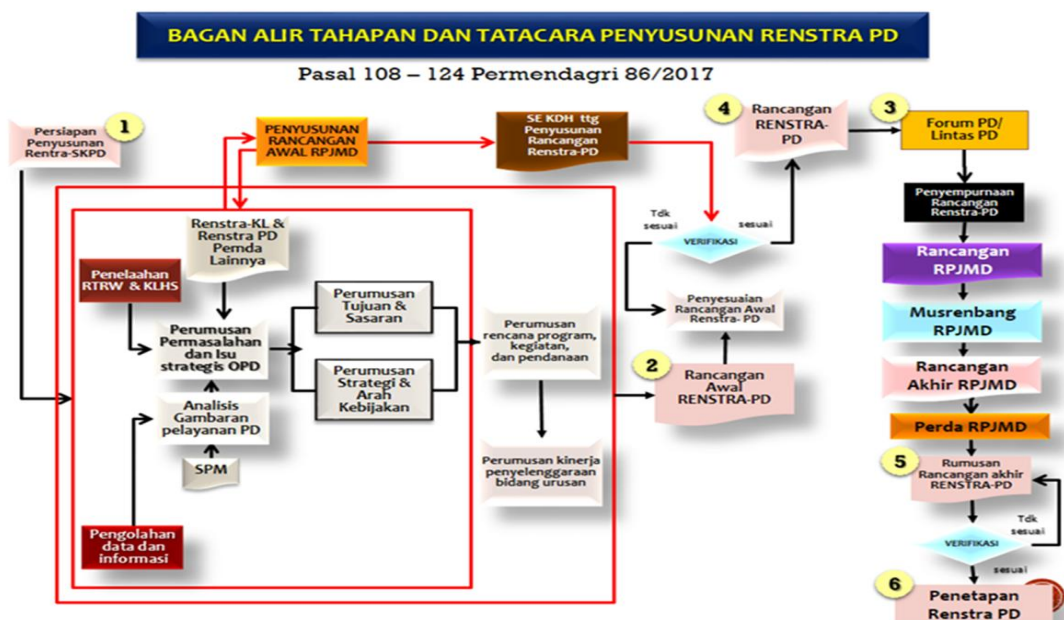 BAGAN ALIR TAHAPAN DAN TATACARA PENYUSUNAN RENSTRA PD
Pasal 108 – 124 Permendagri 86/2017
1
Persiapan
Penyusunan
Rentra-SKPD
PENYUSUNAN
RANCANGAN
AWAL RPJMD
SE KDH ttg
Penyusunan
Rancangan
Renstra-PD
4
Rancangan
RENSTRA-
PD
3
Forum PD/
Lintas PD
Penyempurnaan
Rancangan
Renstra-PD
Renstra-KL &
Renstra PD
Pemda
Lainnya
Penelaahan
RTRW & KLHS
Perumusan
Permasalahan
dan Isu
strategis OPD
Analisis
Gambaran
pelayanan PD
SPM
Pengolahan
data dan
informasi
Perumusan
Tujuan &
Sasaran
Perumusan
Strategi &
Arah
Kebijakan
Perumusan
rencana program,
kegiatan,
dan pendanaan
Perumusan kinerja
penyelenggaraan
bidang urusan
Tdk
sesuai
sesuai
VERIFIKASI
Penyesuaian
Rancangan Awal
Renstra- PD
2
Rancangan
Awal
RENSTRA-PD
Rancangan
RPJMD
Musrenbang
RPJMD
Rancangan
Akhir RPJMD
Perda RPJMD
5
Rumusan
Rancangan akhir
RENSTRA-PD
Tdk
sesuai
VERIFIKASI
sesuai
6
Penetapan
Renstra PD